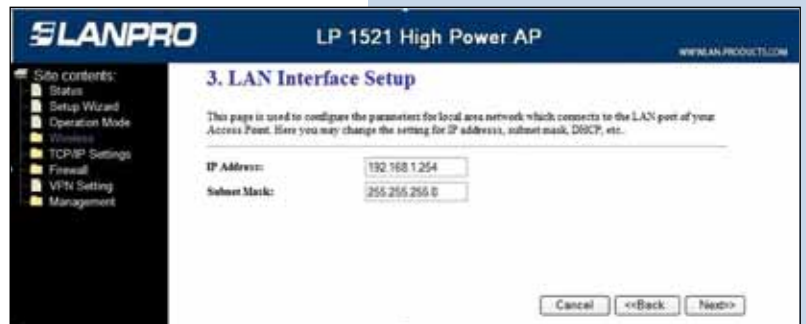 LANPRO
LP 1521 High Power AP
WWW.LAN-PRODUCTS.COM
Site contents:
Status
Setup Wizard
Operation Mode
Wireless
TCP/IP Settings
Firewall
VPN Setting
Management
3. LAN Interface Setup
This page is used to configure the parameters for local area network which connects to the LAN port of your
Access Point. Here you may change the setting for IP addresss, subnet mask, DHCP, etc..
IP Address:
192.168.1.254
Subnet Mask:
255.255.255.0
Cancel
<<Back
Next>>